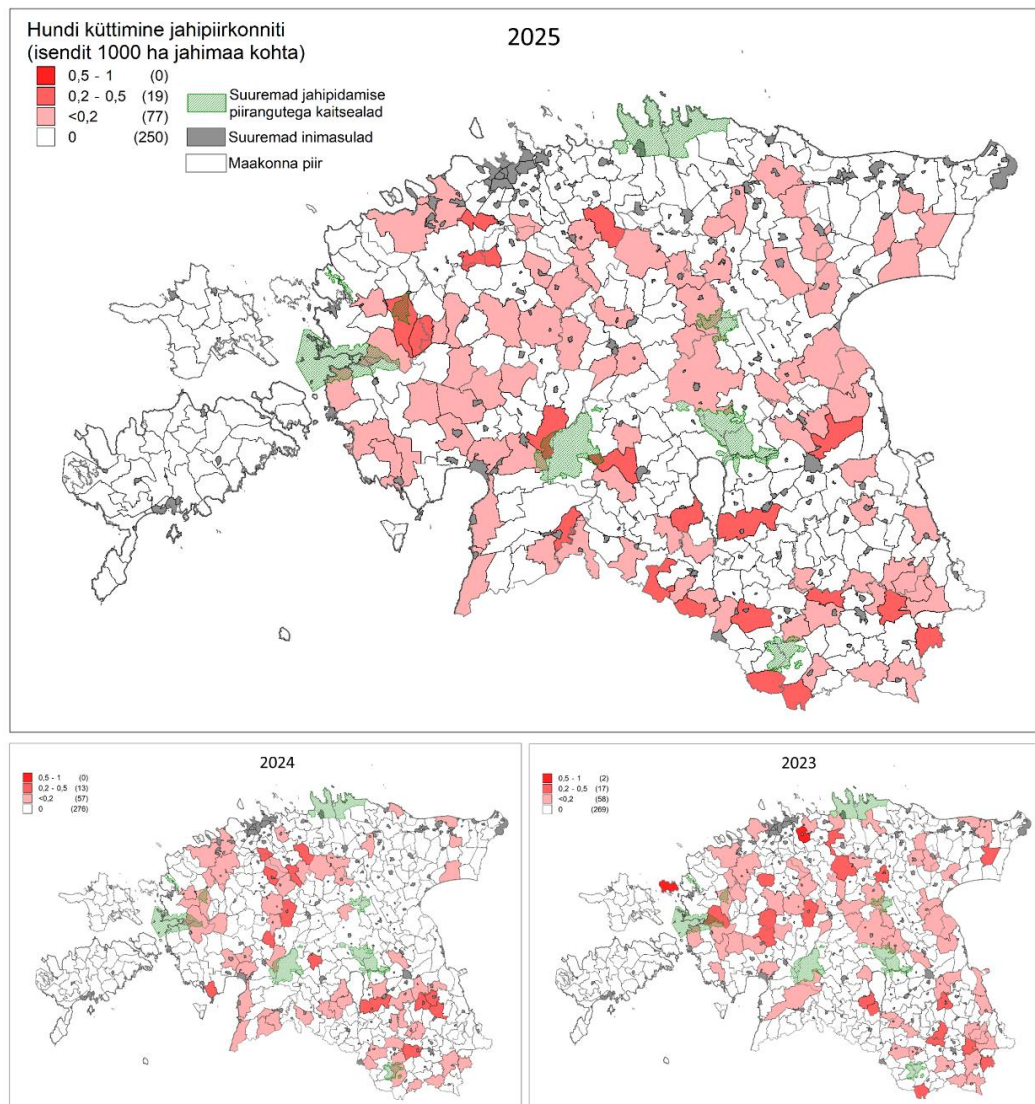 Hundi küttimine jahipiirkonniti
(isendit 1000 ha jahimaa kohta)
0,5 - 1 (0)
0,2 - 0,5 (19)
<0,2 (77)
0 (250)
Suuremad jahipidamise
piirangutega kaitsealad
Suuremad inimasulad
Maakonna piir
2025
2024
0,5 - 1 (0)
0,2 - 0,5 (13)
<0,2 (57)
0 (276)
2023
0,5 - 1 (2)
0,2 - 0,5 (17)
<0,2 (58)
0 (269)